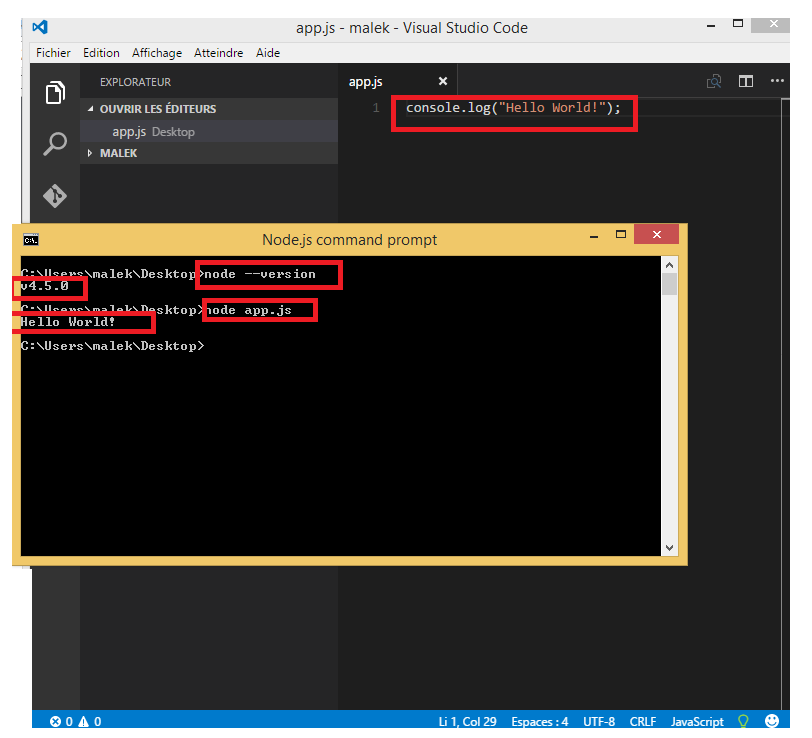 app.js - malek - Visual Studio Code
Fichier Edition Affichage Atteindre Aide
EXPLORATEUR
OUVRIR LES ÉDITEURS
app.js Desktop
MALEK
app.js
1 console.log("Hello World!");
Node.js command prompt
C:\Users\malek\Desktop>node --version
v4.5.0
C:\Users\malek\Desktop>node app.js
Hello World!
C:\Users\malek\Desktop>
0 0 Li 1, Col 29 Espaces : 4 UTF-8 CRLF JavaScript